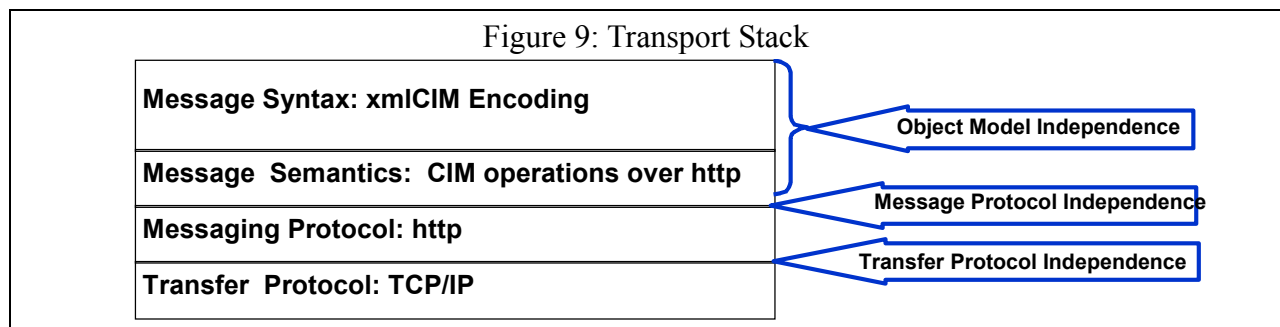 Figure 9: Transport Stack
Message Syntax: xmlCIM Encoding
Object Model Independence
Message Semantics: CIM operations over http
Message Protocol Independence
Messaging Protocol: http
Transfer Protocol Independence
Transfer Protocol: TCP/IP